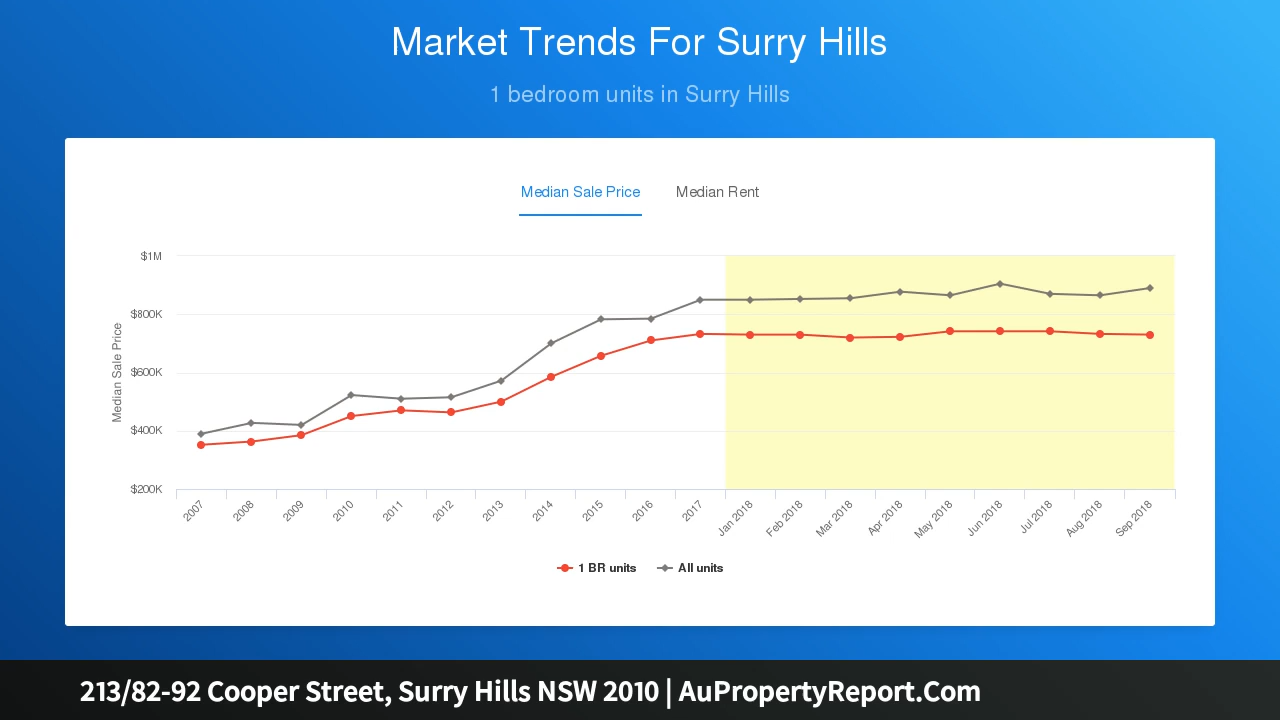 Market Trends For Surry Hills
1 bedroom units in Surry Hills
Median Sale Price Median Rent
Median Sale Price
$1M
$800K
$600K
$400K
$200K
2007 2008 2009 2010 2011 2012 2013 2014 2015 2016 2017 Jan 2018 Feb 2018 Mar 2018 Apr 2018 May 2018 Jun 2018 Jul 2018 Aug 2018 Sep 2018
1 BR units All units
213/82-92 Cooper Street, Surry Hills NSW 2010 | AuPropertyReport.Com